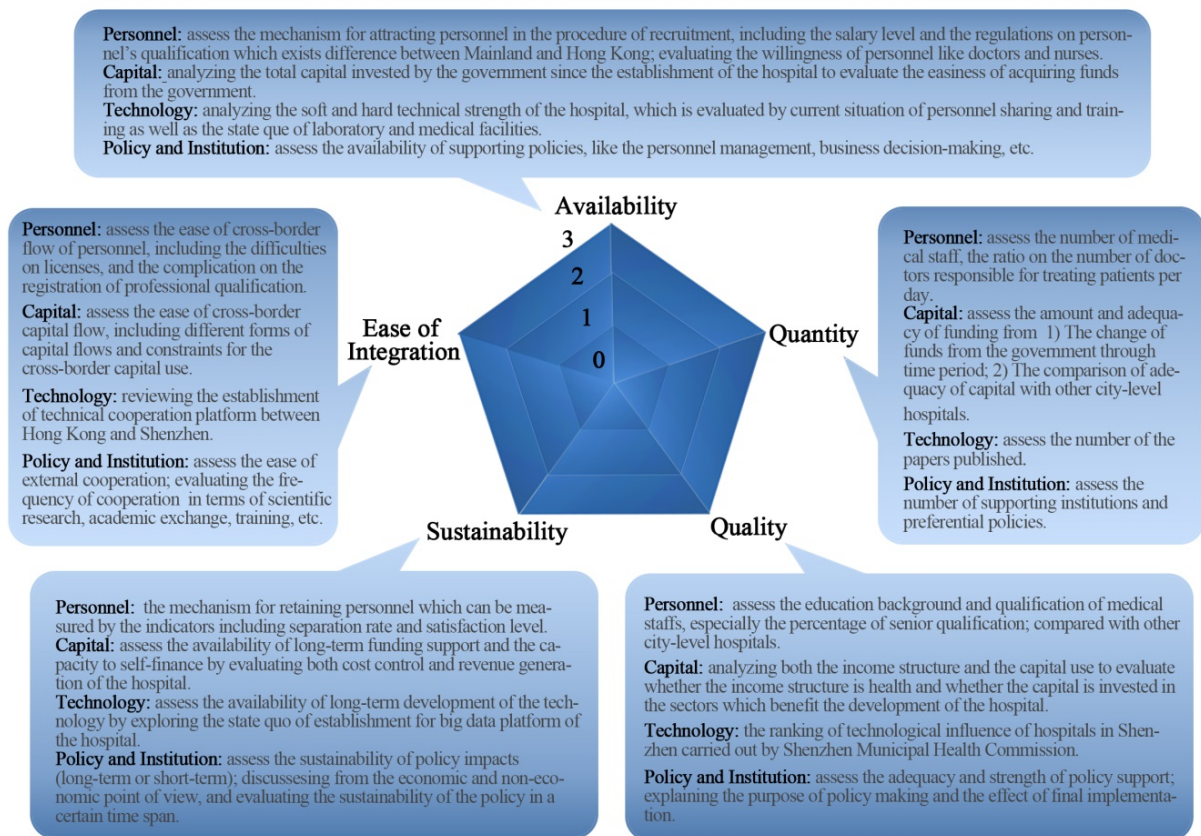 Personnel: assess the mechanism for attracting personnel in the procedure of recruitment, including the salary level and the regulations on person-
nel's qualification which exists difference between Mainland and Hong Kong; evaluating the willingness of personnel like doctors and nurses.
Capital: analyzing the total capital invested by the government since the establishment of the hospital to evaluate the easiness of acquiring funds
from the government.
Technology: analyzing the soft and hard technical strength of the hospital, which is evaluated by current situation of personnel sharing and train-
ing as well as the state que of laboratory and medical facilities.
Policy and Institution: assess the availability of supporting policies, like the personnel management, business decision-making, etc.
Availability
3
2
1
0
Personnel: assess the ease of cross-border
flow of personnel, including the difficulties
on licenses, and the complication on the
registration of professional qualification.
Capital: assess the ease of cross-border
capital flow, including different forms of
capital flows and constraints for the
cross-border capital use.
Technology: reviewing the establishment
of technical cooperation platform between
Hong Kong and Shenzhen.
Policy and Institution: assess the ease of
external cooperation; evaluating the fre-
quency of cooperation in terms of scientific
research, academic exchange, training, etc.
Ease of
Integration
Quantity
Personnel: assess the number of medi-
cal staff, the ratio on the number of doc-
tors responsible for treating patients per
day.
Capital: assess the amount and adequa-
cy of funding from 1) The change of
funds from the government through
time period; 2) The comparison of ade-
quacy of capital with other city-level
hospitals.
Technology: assess the number of the
papers published.
Policy and Institution: assess the
number of supporting institutions and
preferential policies.
Sustainability
Quality
Personnel: the mechanism for retaining personnel which can be mea-
sured by the indicators including separation rate and satisfaction level.
Capital: assess the availability of long-term funding support and the ca-
pacity to self-finance by evaluating both cost control and revenue genera-
tion of the hospital.
Technology: assess the availability of long-term development of the tech-
nology by exploring the state quo of establishment for big data platform of
the hospital.
Policy and Institution: assess the sustainability of policy impacts
(long-term or short-term); discussesing from the economic and non-eco-
nomic point of view, and evaluating the sustainability of the policy in a
certain time span.
Personnel: assess the education background and qualification of medical
staffs, especially the percentage of senior qualification; compared with other
city-level hospitals.
Capital: analyzing both the income structure and the capital use to evaluate
whether the income structure is health and whether the capital is invested in
the sectors which benefit the development of the hospital.
Technology: the ranking of technological influence of hospitals in Shen-
zhen carried out by Shenzhen Municipal Health Commission.
Policy and Institution: assess the adequacy and strength of policy support;
explaining the purpose of policy making and the effect of final implementa-
tion.